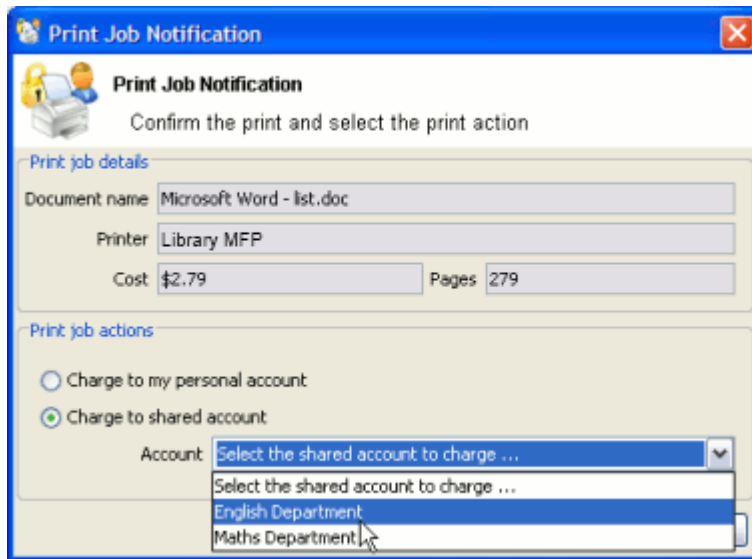 Print Job Notification
Print Job Notification
Confirm the print and select the print action
Print job details
Document name Microsoft Word - list.doc
Printer Library MFP
Cost $2.79 Pages 279
Print job actions
Charge to my personal account
Charge to shared account
Account Select the shared account to charge ...
Select the shared account to charge ...
English Department
Maths Department